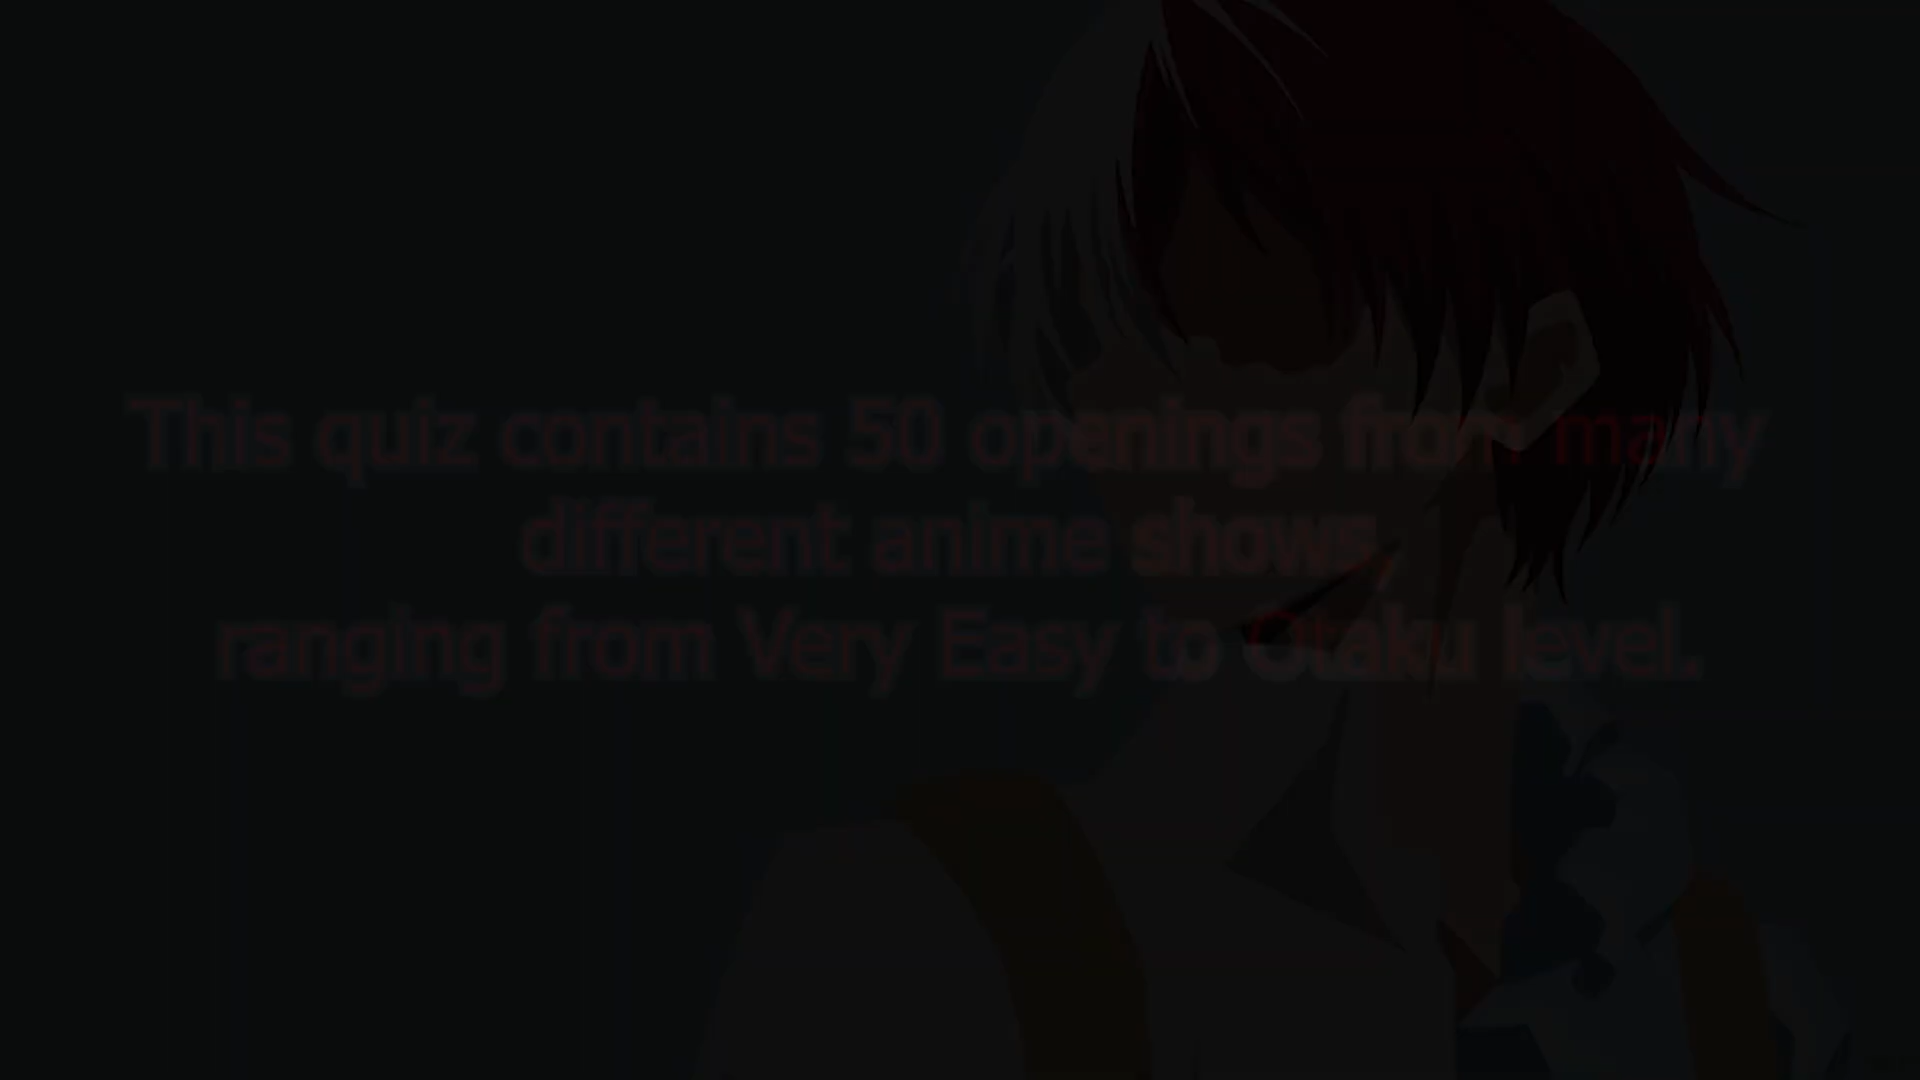 This quiz contains 50 openings from many
different anime shows,
ranging from Very Easy to Otaku level.